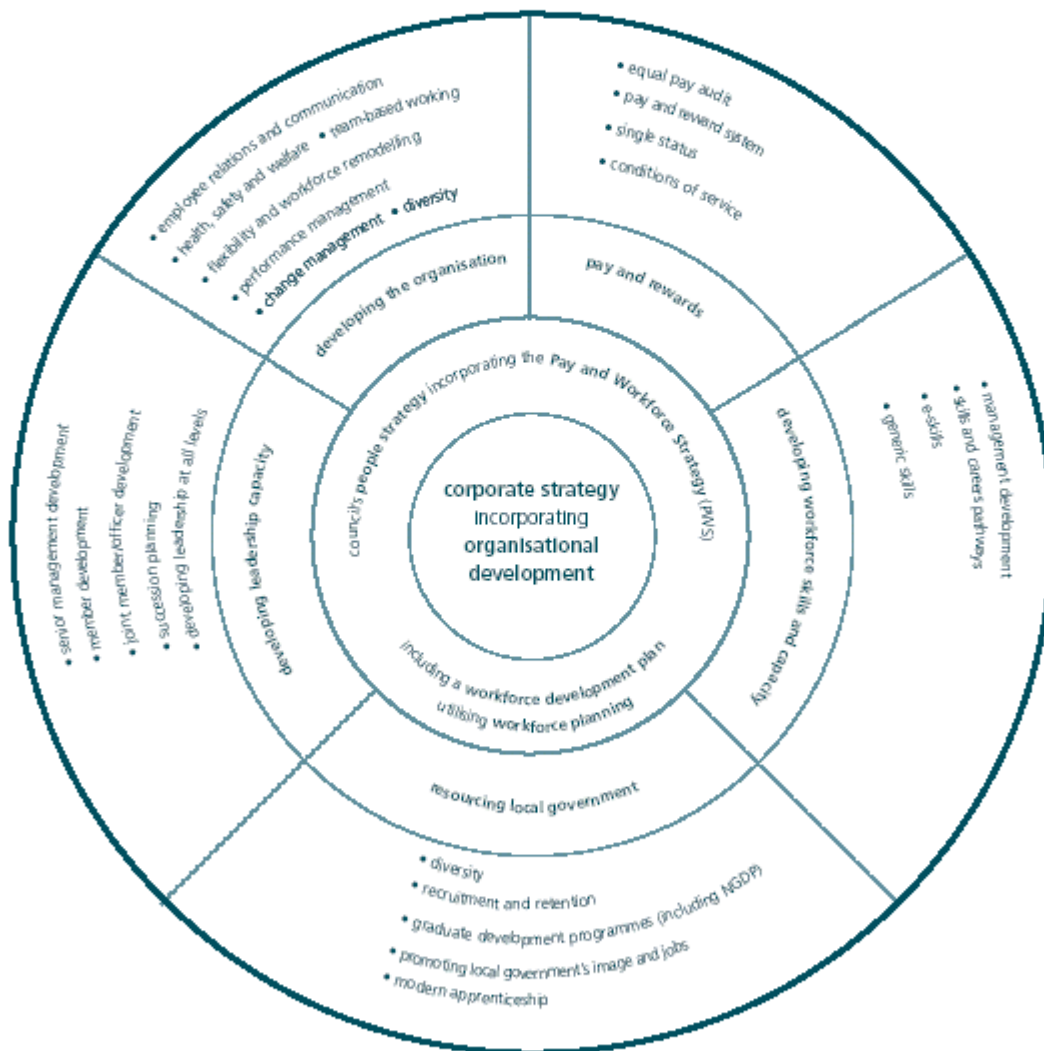 corporate strategy
incorporating
organisational
development
council's people strategy incorporating the Pay and Workforce Strategy (PWS)
including a workforce development plan
utilising workforce planning
developing the organisation
• employee relations and communication
• health, safety and welfare • team-based working
• flexibility and workforce remodelling
• performance management
• change management • diversity
pay and rewards
• equal pay audit
• pay and reward system
• single status
• conditions of service
developing workforce skills and capacity
• management development
• skills and careers pathways
• e-skills
• generic skills
resourcing local government
• diversity
• recruitment and retention
• graduate development programmes (including NGDP)
• promoting local government's image and jobs
• modern apprenticeship
developing leadership capacity
• senior management development
• member development
• joint member/officer development
• succession planning
• developing leadership at all levels